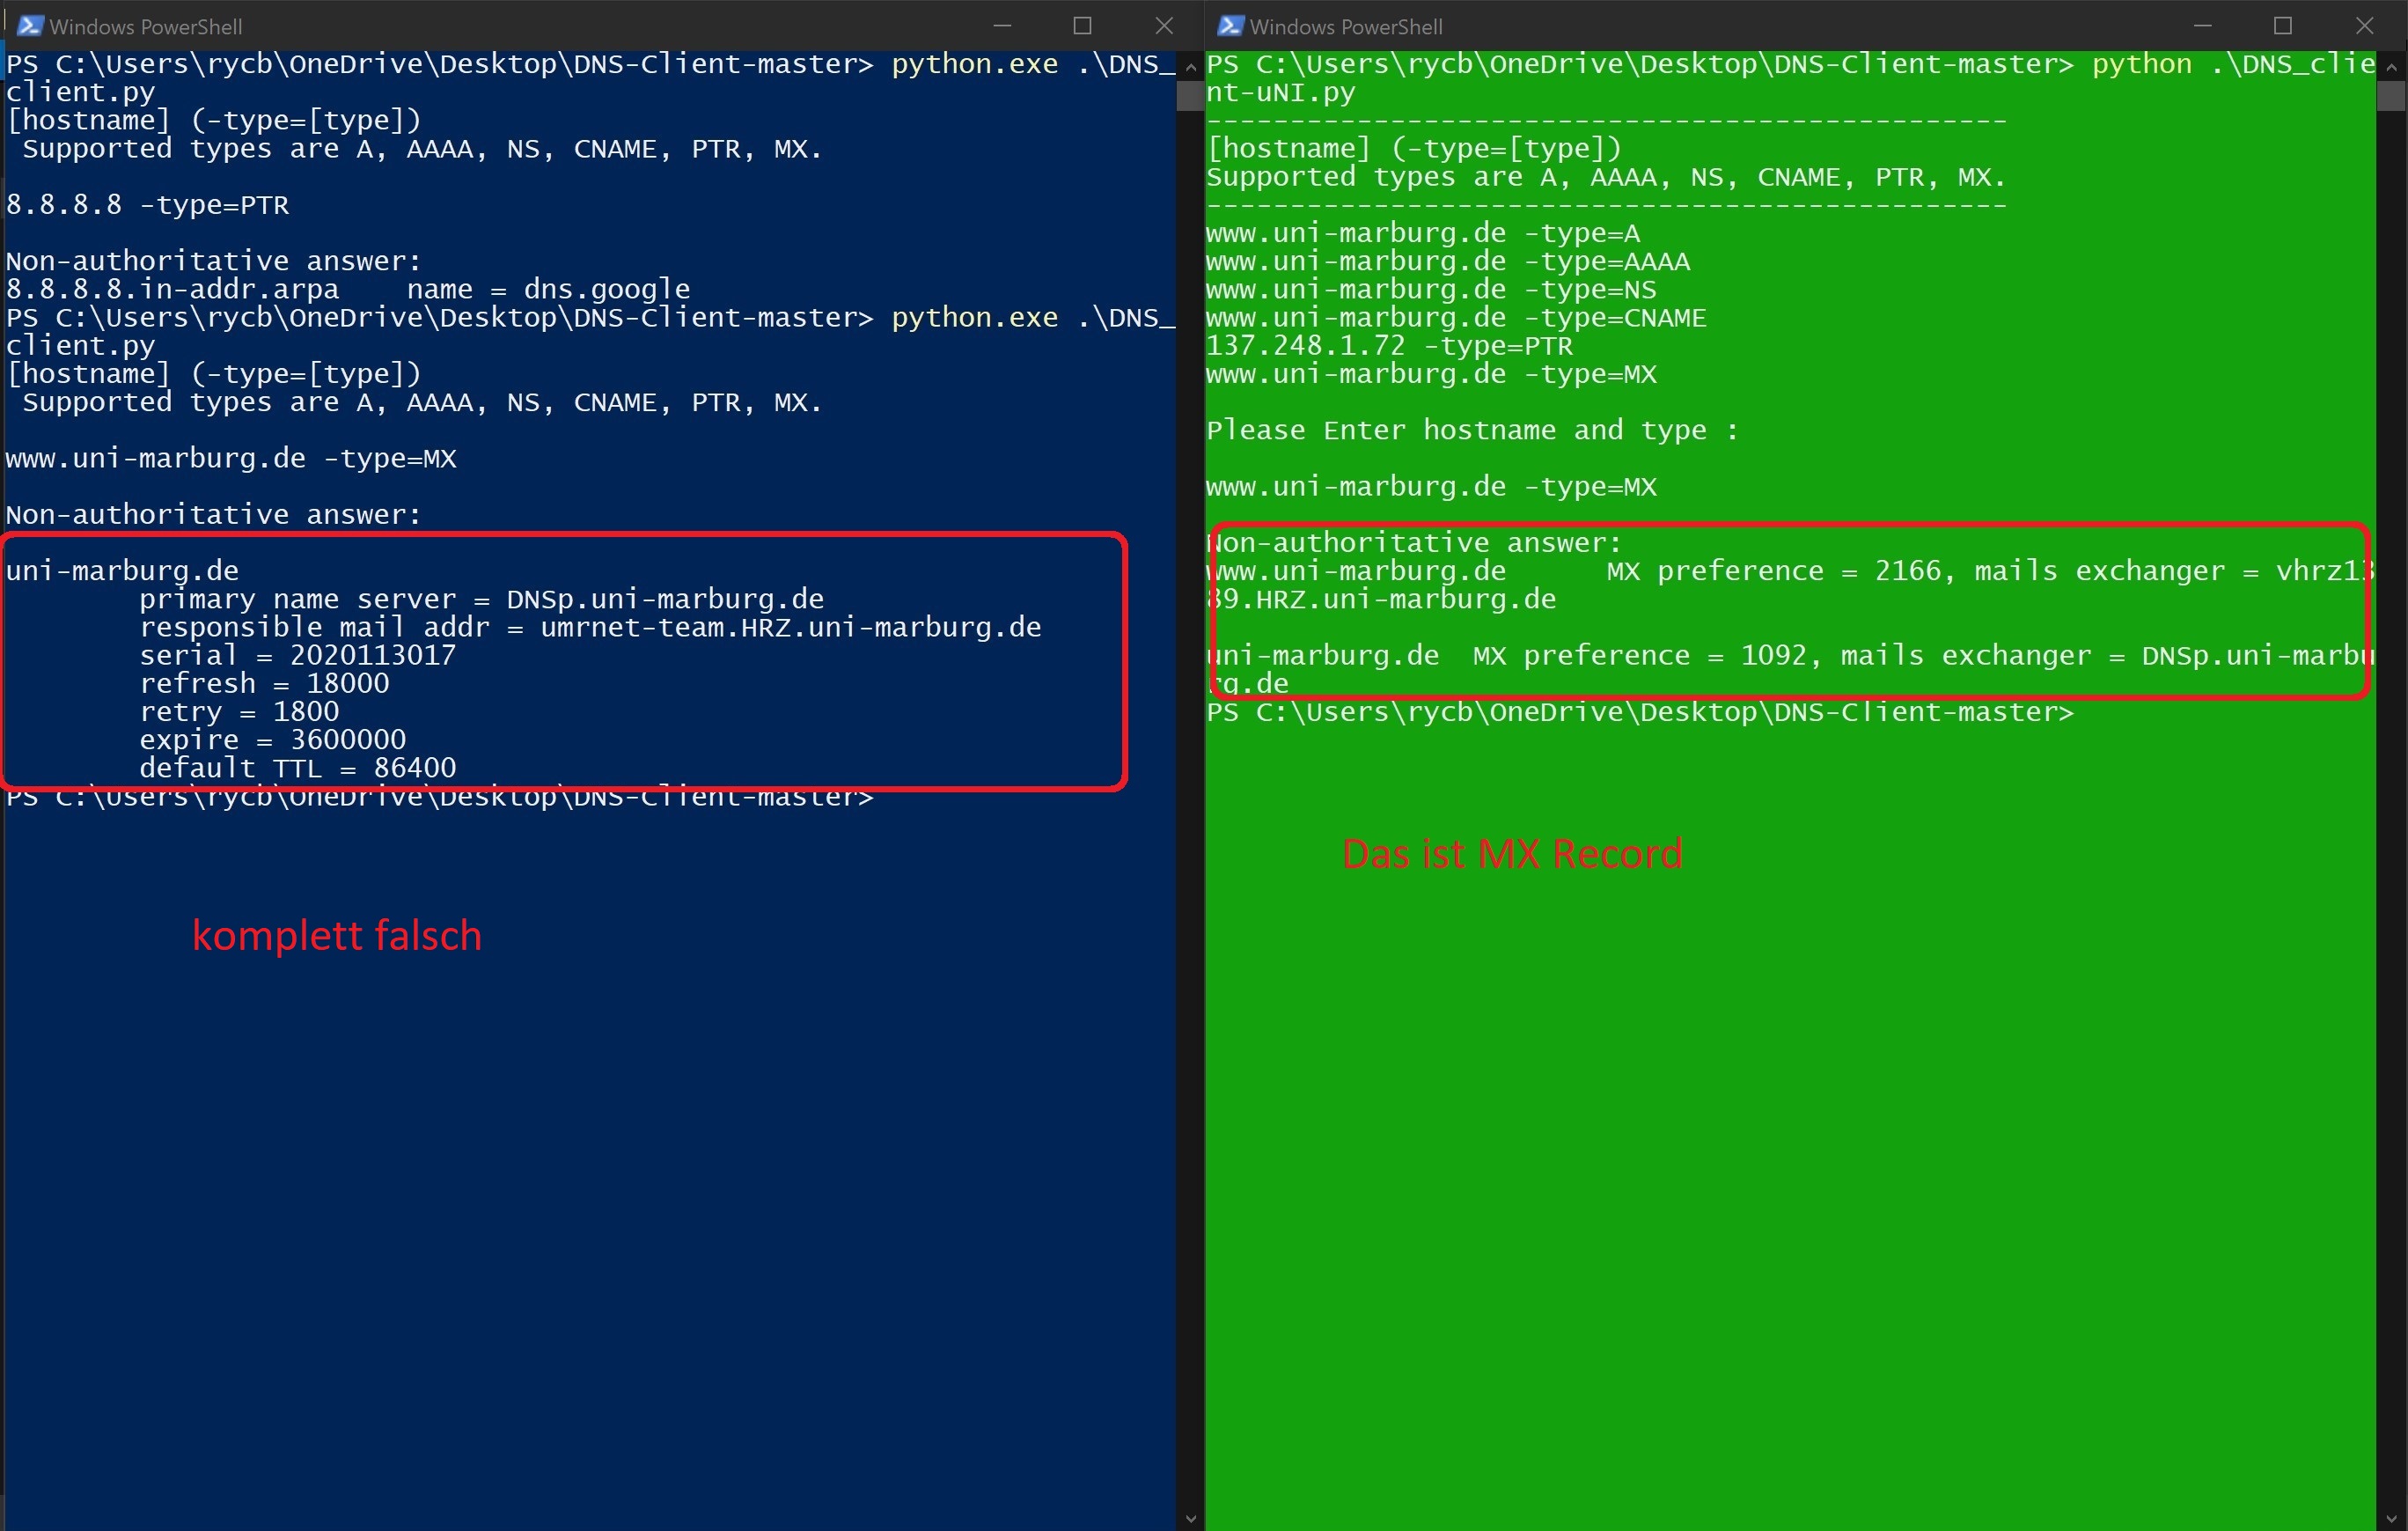 Windows PowerShell
PS C:\Users\rycb\OneDrive\Desktop\DNS-Client-master> python.exe .\DNS_
client.py
[hostname] (-type=[type])
 Supported types are A, AAAA, NS, CNAME, PTR, MX.
8.8.8.8 -type=PTR
Non-authoritative answer:
8.8.8.8.in-addr.arpa    name = dns.google
PS C:\Users\rycb\OneDrive\Desktop\DNS-Client-master> python.exe .\DNS_
client.py
[hostname] (-type=[type])
 Supported types are A, AAAA, NS, CNAME, PTR, MX.
www.uni-marburg.de -type=MX
Non-authoritative answer:
uni-marburg.de
        primary name server = DNSp.uni-marburg.de
        responsible mail addr = umrnet-team.HRZ.uni-marburg.de
        serial = 2020113017
        refresh = 18000
        retry = 1800
        expire = 3600000
        default TTL = 86400
PS C:\Users\rycb\OneDrive\Desktop\DNS-Client-master>
komplett falsch
Windows PowerShell
PS C:\Users\rycb\OneDrive\Desktop\DNS-Client-master> python .\DNS_clie
nt-uNI.py
------------------------------------------------
[hostname] (-type=[type])
Supported types are A, AAAA, NS, CNAME, PTR, MX.
------------------------------------------------
www.uni-marburg.de -type=A
www.uni-marburg.de -type=AAAA
www.uni-marburg.de -type=NS
www.uni-marburg.de -type=CNAME
137.248.1.72 -type=PTR
www.uni-marburg.de -type=MX
Please Enter hostname and type :
www.uni-marburg.de -type=MX
Non-authoritative answer:
www.uni-marburg.de      MX preference = 2166, mails exchanger = vhrz13
89.HRZ.uni-marburg.de
uni-marburg.de  MX preference = 1092, mails exchanger = DNSp.uni-marbu
rg.de
PS C:\Users\rycb\OneDrive\Desktop\DNS-Client-master>
Das ist MX Record